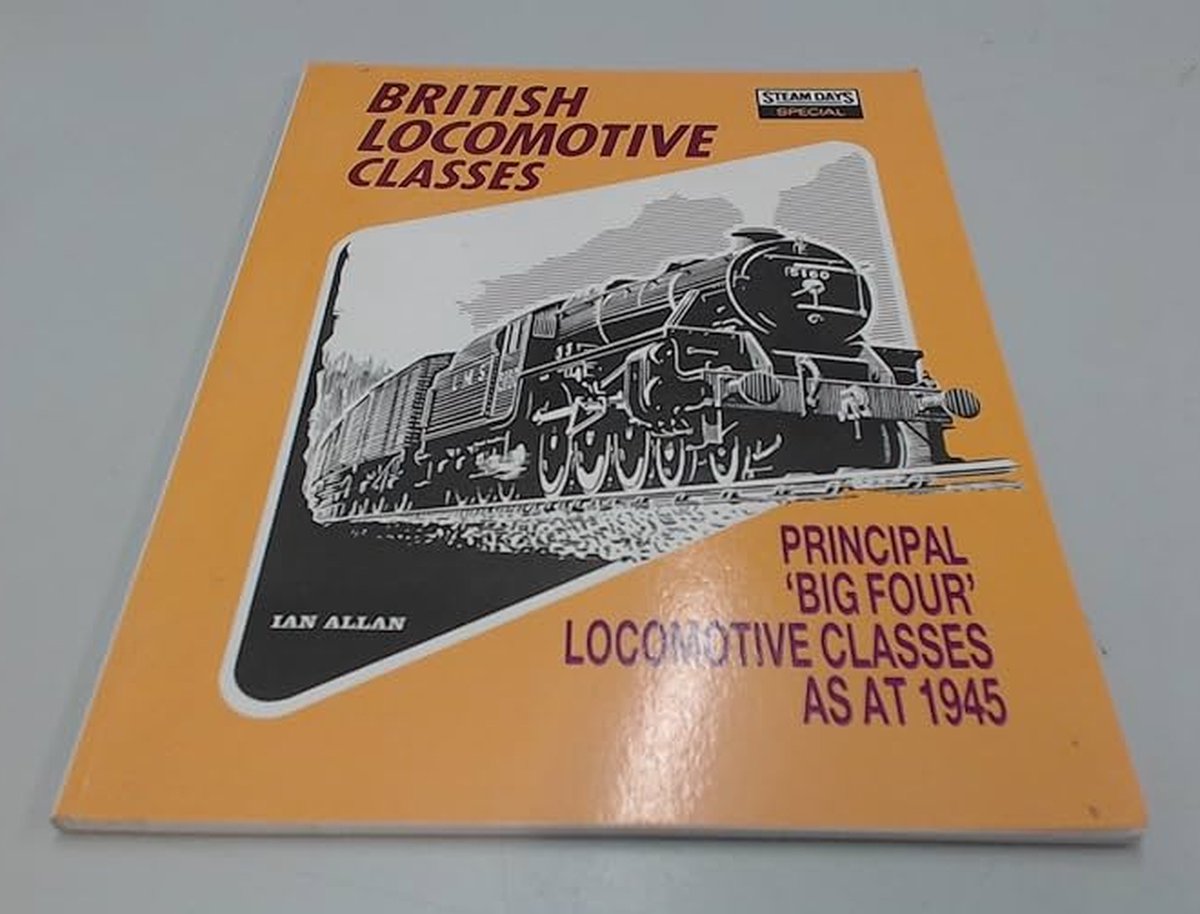 BRITISH
LOCOMOTIVE
CLASSES
STEAM DAYS
SPECIAL
5160
LMS
IAN ALLAN
PRINCIPAL
'BIG FOUR'
LOCOMOTIVE CLASSES
AS AT 1945